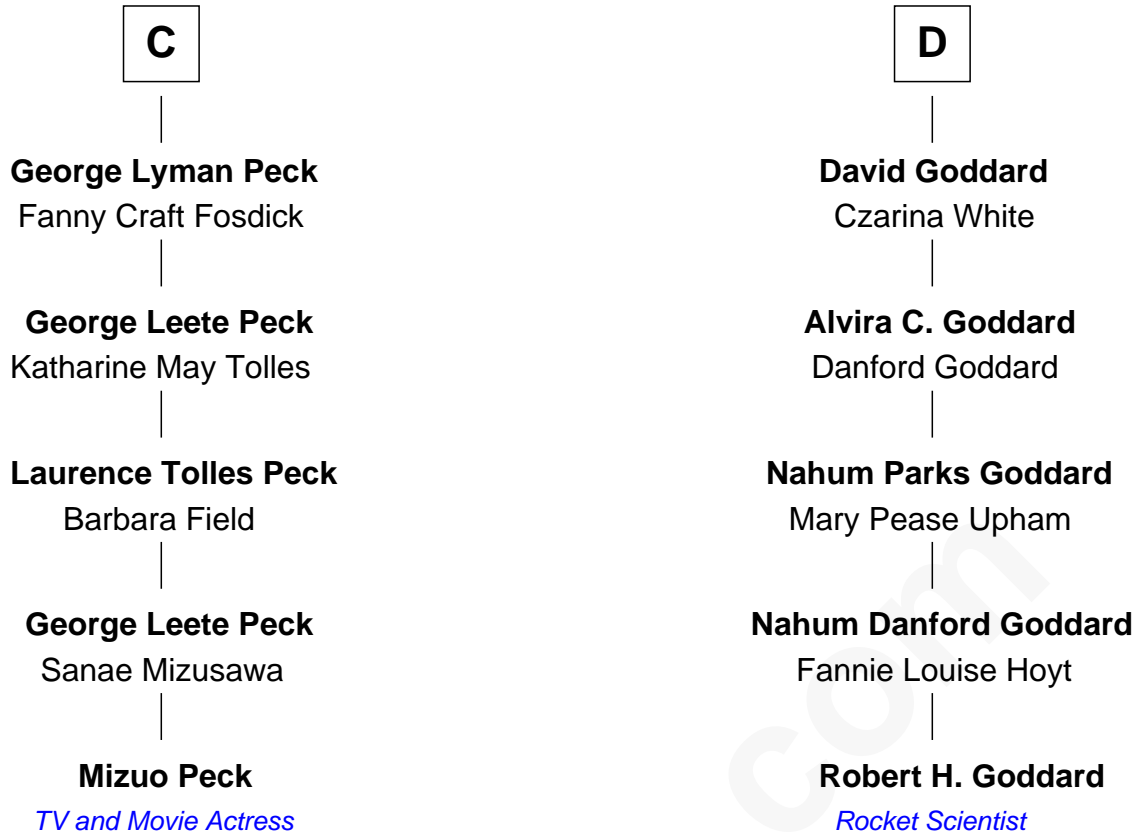 C
George Lyman Peck
Fanny Craft Fosdick
George Leete Peck
Katharine May Tolles
Laurence Tolles Peck
Barbara Field
George Leete Peck
Sanae Mizusawa
Mizuo Peck
TV and Movie Actress
D
David Goddard
Czarina White
Alvira C. Goddard
Danford Goddard
Nahum Parks Goddard
Mary Pease Upham
Nahum Danford Goddard
Fannie Louise Hoyt
Robert H. Goddard
Rocket Scientist
com